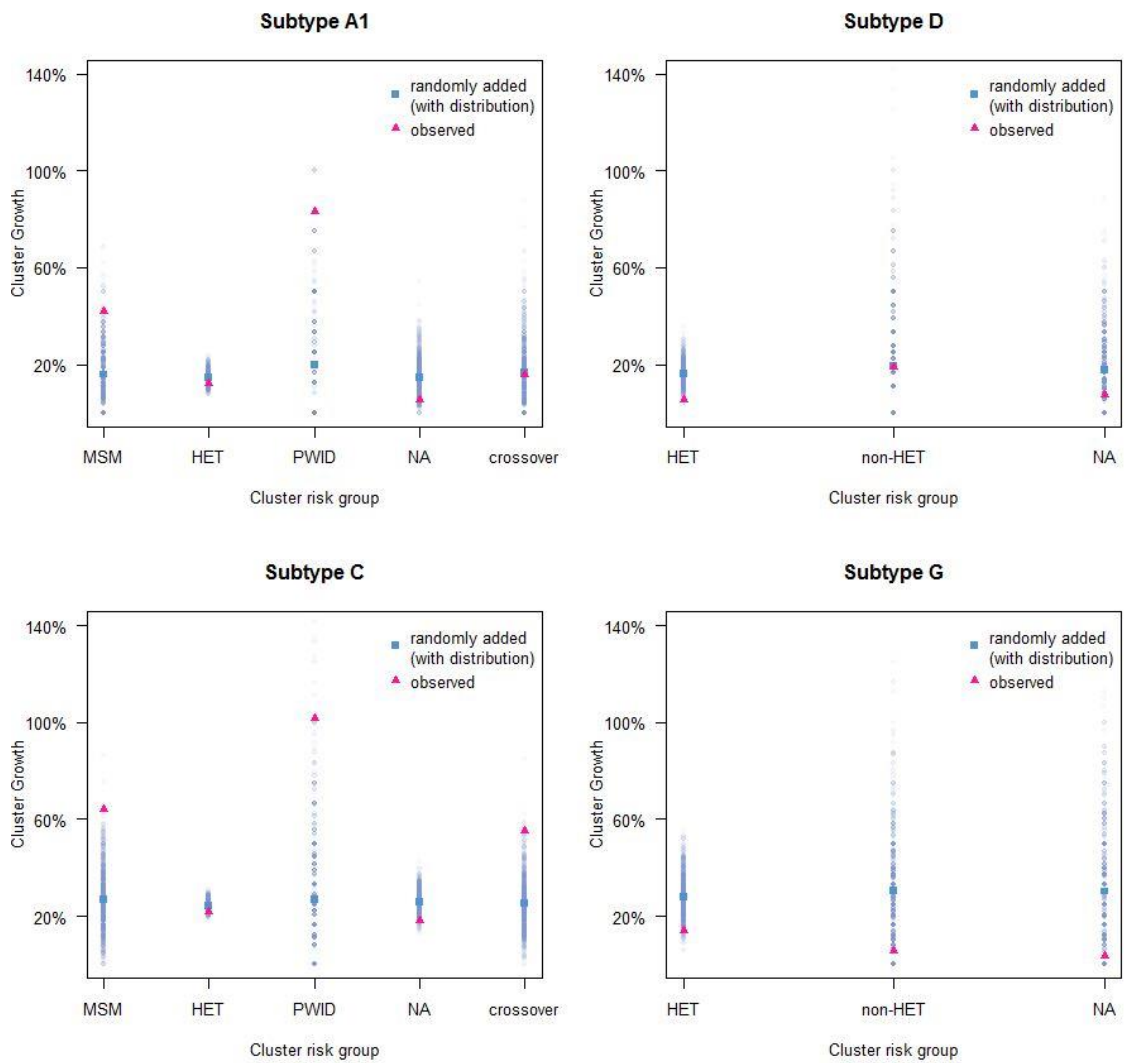 Subtype A1
140%
100%
60%
20%
Cluster Growth
randomly added
(with distribution)
observed
MSM HET PWID NA crossover
Cluster risk group
Subtype D
140%
100%
60%
20%
Cluster Growth
randomly added
(with distribution)
observed
HET non-HET NA
Cluster risk group
Subtype C
140%
100%
60%
20%
Cluster Growth
randomly added
(with distribution)
observed
MSM HET PWID NA crossover
Cluster risk group
Subtype G
140%
100%
60%
20%
Cluster Growth
randomly added
(with distribution)
observed
HET non-HET NA
Cluster risk group